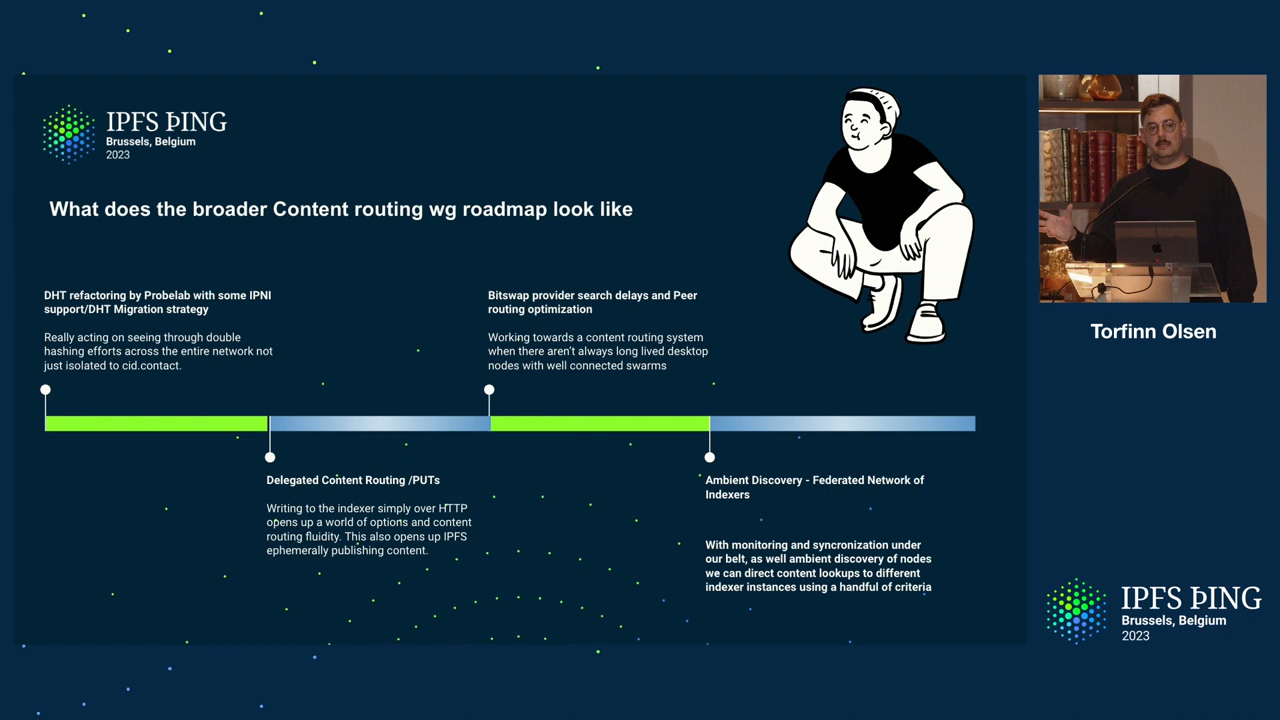 IPFS ÞING
Brussels, Belgium
2023
What does the broader Content routing wg roadmap look like
DHT refactoring by Probelab with some IPNI
support/DHT Migration strategy
Really acting on seeing through double
hashing efforts across the entire network not
just isolated to cid.contact.
Bitswap provider search delays and Peer
routing optimization
Working towards a content routing system
when there aren't always long lived desktop
nodes with well connected swarms
Delegated Content Routing /PUTs
Writing to the indexer simply over HTTP
opens up a world of options and content
routing fluidity. This also opens up IPFS
ephemerally publishing content.
Ambient Discovery - Federated Network of
Indexers
With monitoring and syncronization under
our belt, as well ambient discovery of nodes
we can direct content lookups to different
indexer instances using a handful of criteria
Torfinn Olsen
IPFS ÞING
Brussels, Belgium
2023